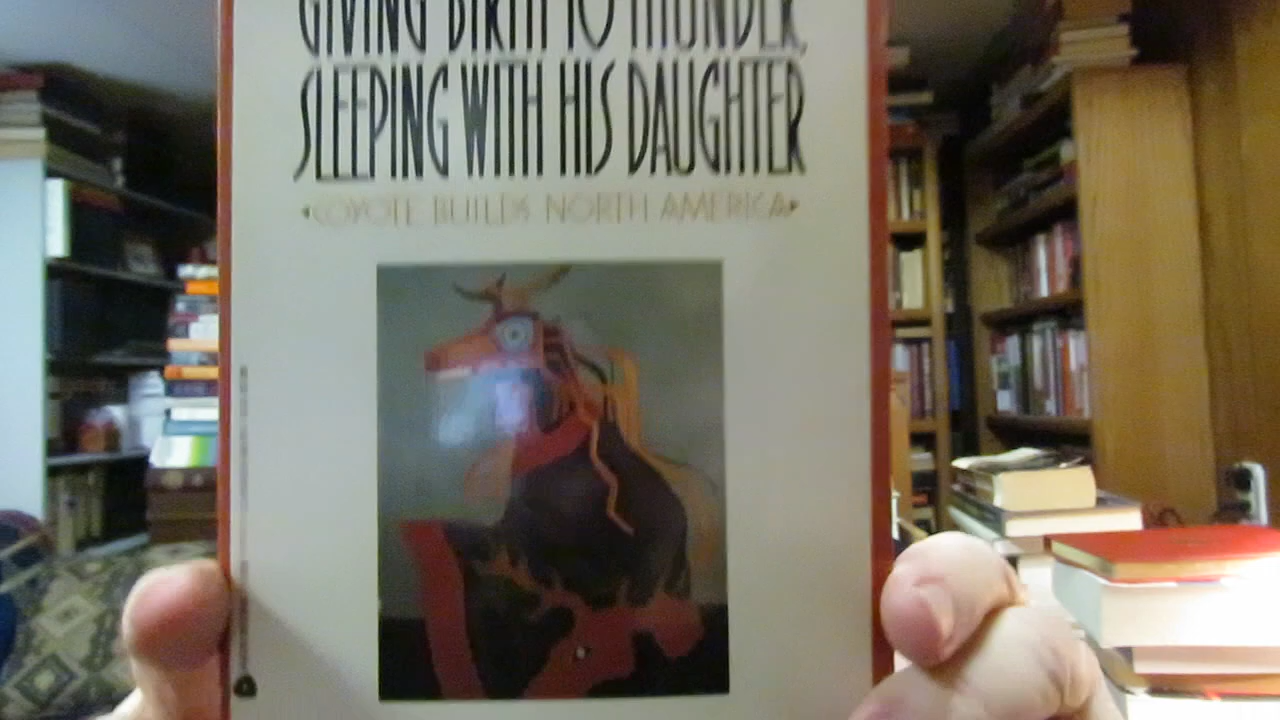 GIVING BIRTH TO THUNDER,
SLEEPING WITH HIS DAUGHTER
COYOTE BUILDS NORTH AMERICA